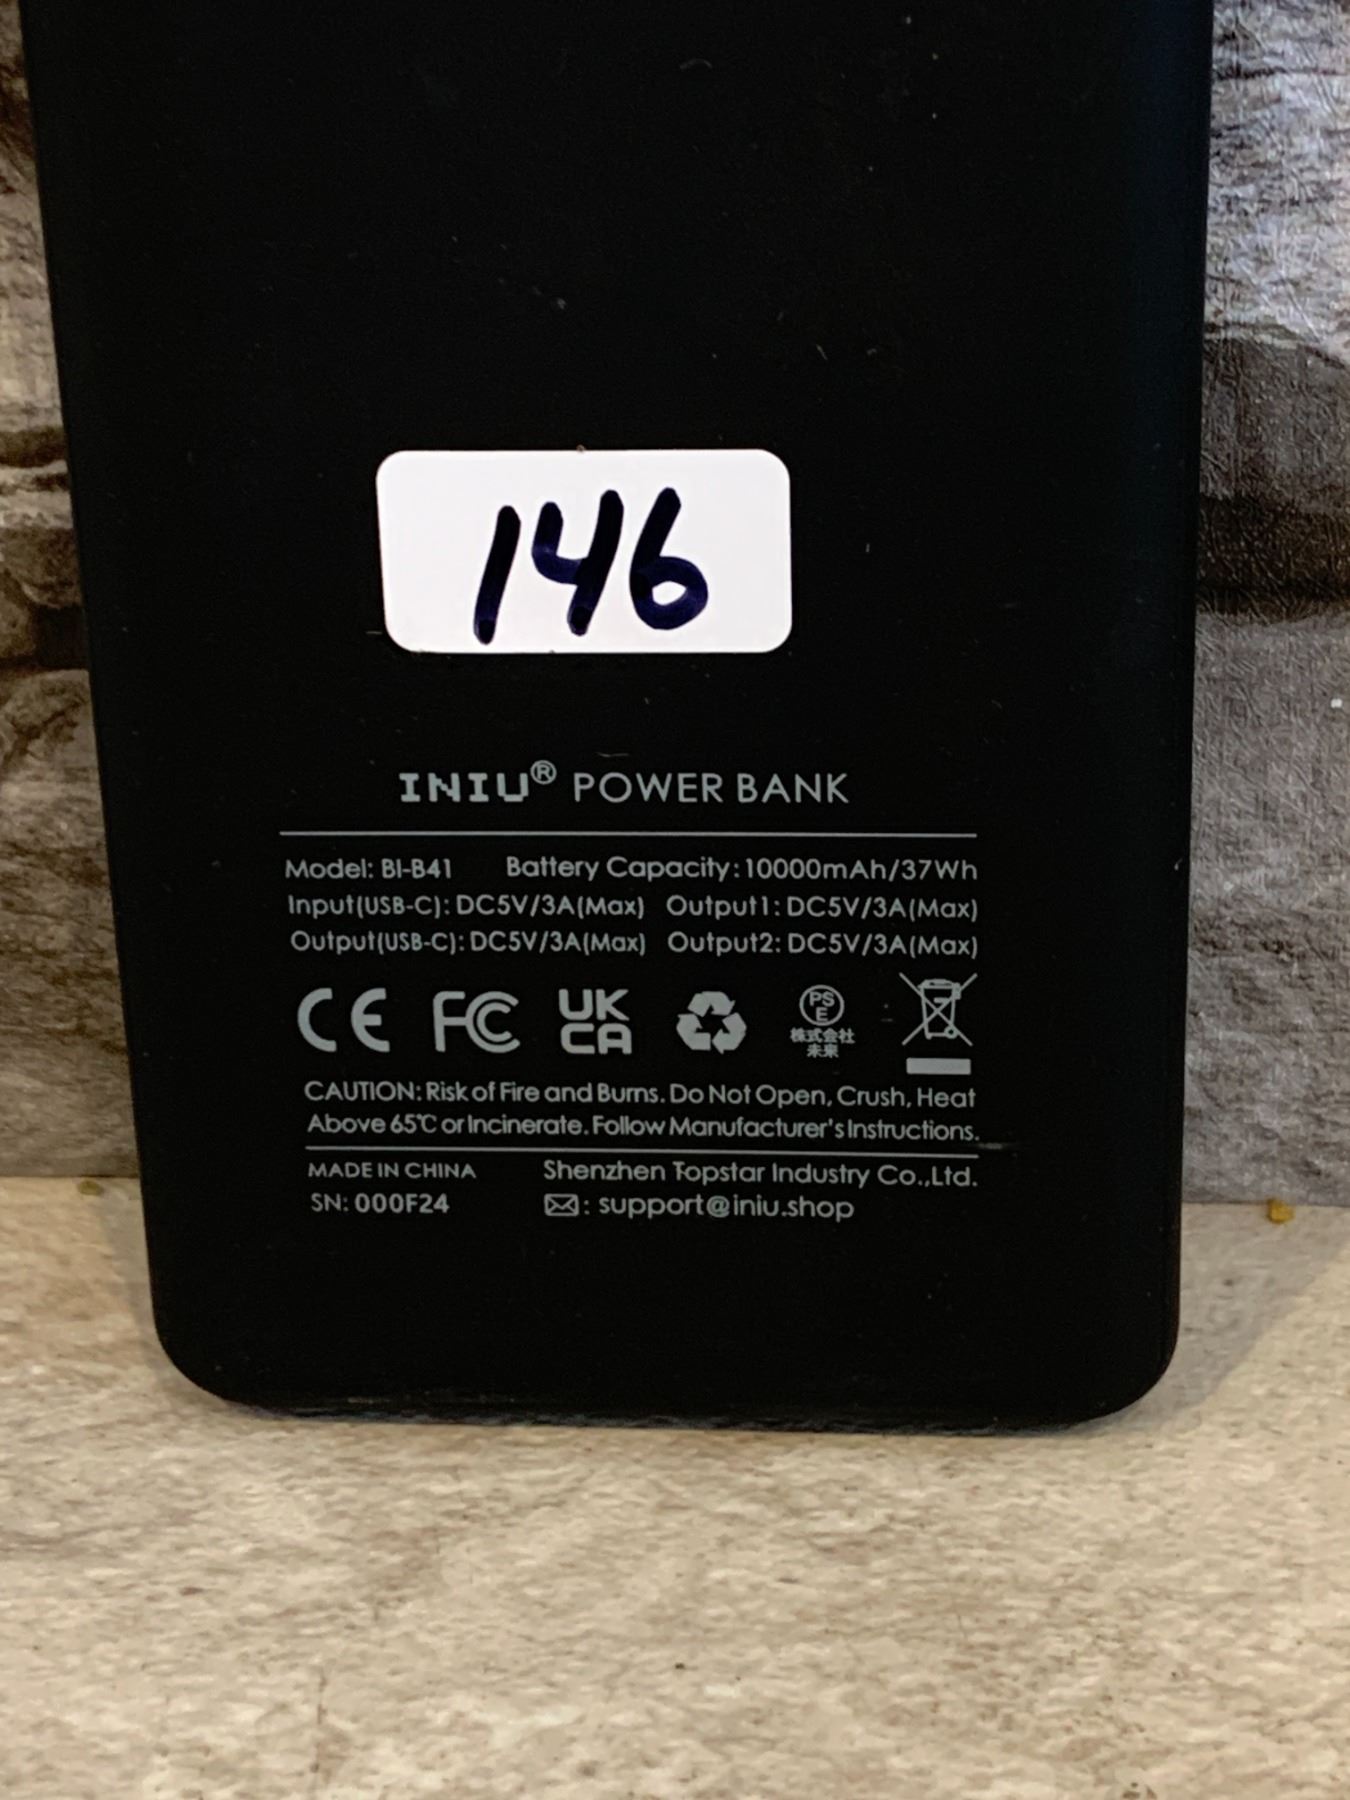 146
INIU® POWER BANK
Model: BI-B41 Battery Capacity:10000mAh/37Wh
Input(USB-C): DC5V/3A(Max) Output1: DC5V/3A(Max)
Output(USB-C): DC5V/3A(Max) Output2: DC5V/3A(Max)
CE FC UK CA PS E 株式会社 未来
CAUTION: Risk of Fire and Burns. Do Not Open, Crush, Heat
Above 65℃ or Incinerate. Follow Manufacturer's Instructions.
MADE IN CHINA Shenzhen Topstar Industry Co.,Ltd.
SN: 000F24 : support@iniu.shop